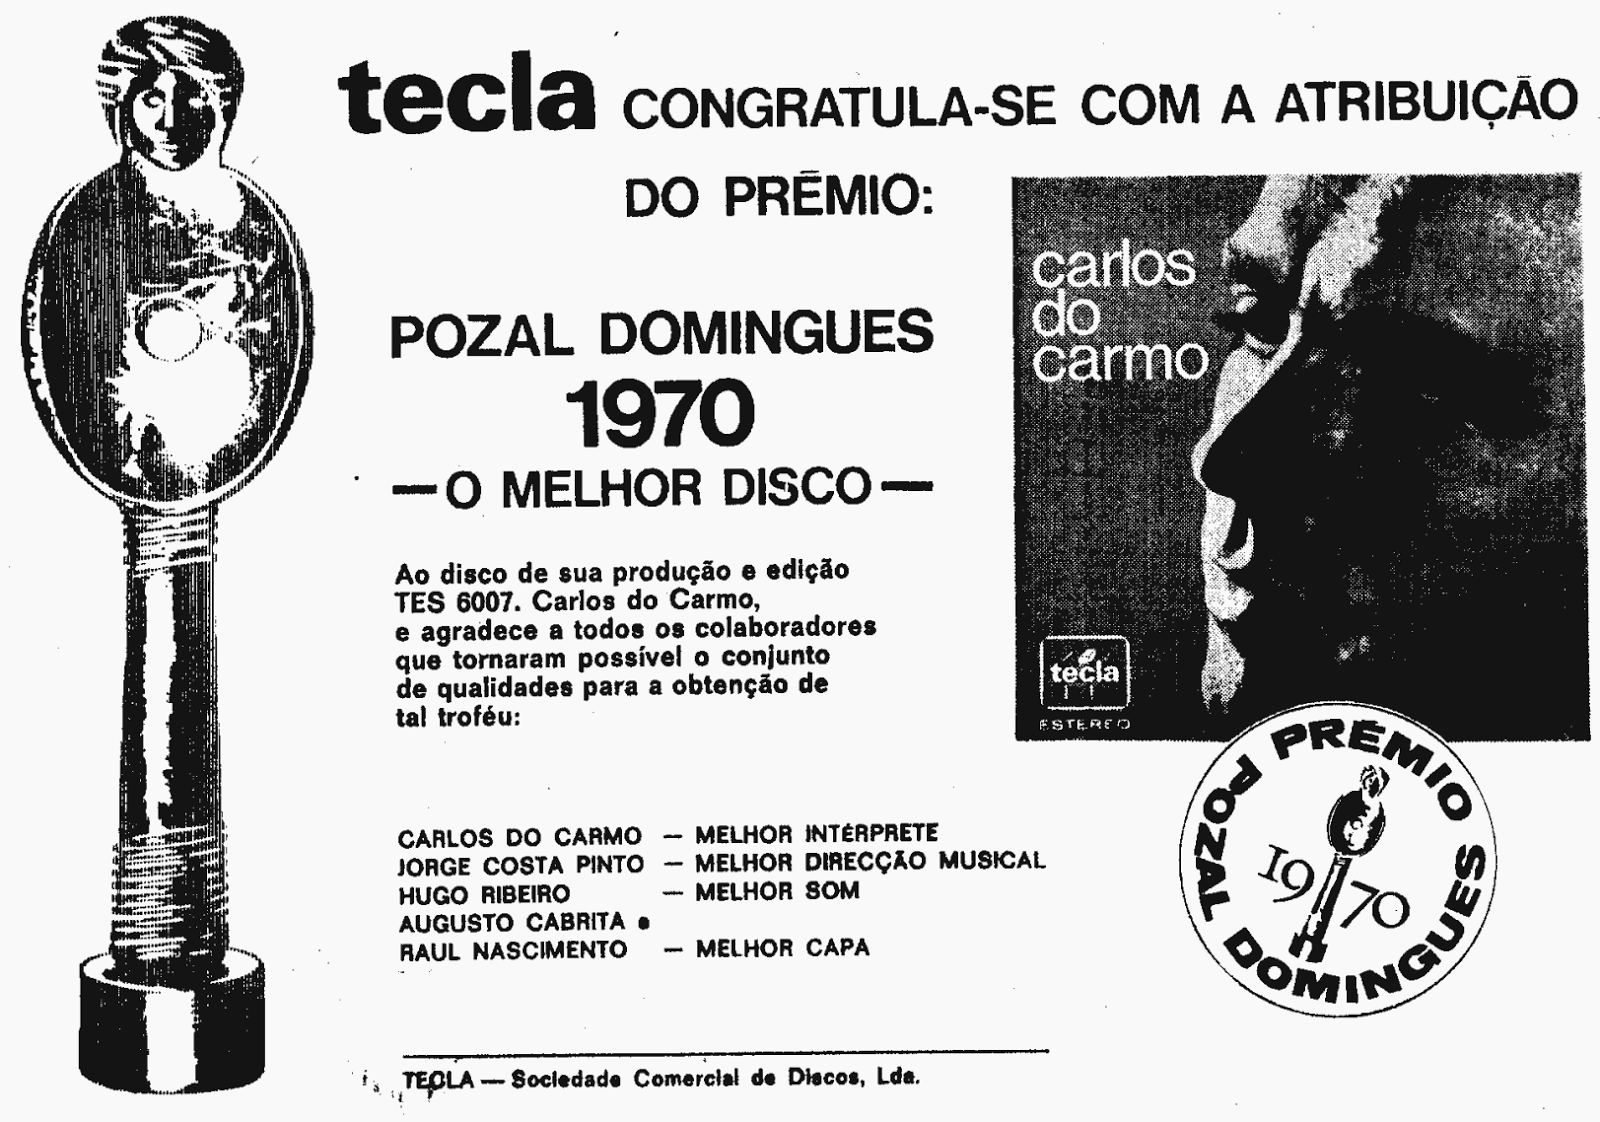 tecla CONGRATULA-SE COM A ATRIBUIÇÃO
DO PRÉMIO:
POZAL DOMINGUES
1970
— O MELHOR DISCO —
Ao disco de sua produção e edição
TES 6007. Carlos do Carmo,
e agradece a todos os colaboradores
que tornaram possível o conjunto
de qualidades para a obtenção de
tal troféu:
CARLOS DO CARMO — MELHOR INTÉRPRETE
JORGE COSTA PINTO — MELHOR DIRECÇÃO MUSICAL
HUGO RIBEIRO — MELHOR SOM
AUGUSTO CABRITA e
RAUL NASCIMENTO — MELHOR CAPA
TECLA — Sociedade Comercial de Discos, Lda.
carlos
do
carmo
tecla
ESTEREO
PRÉMIO
POZAL DOMINGUES
1970